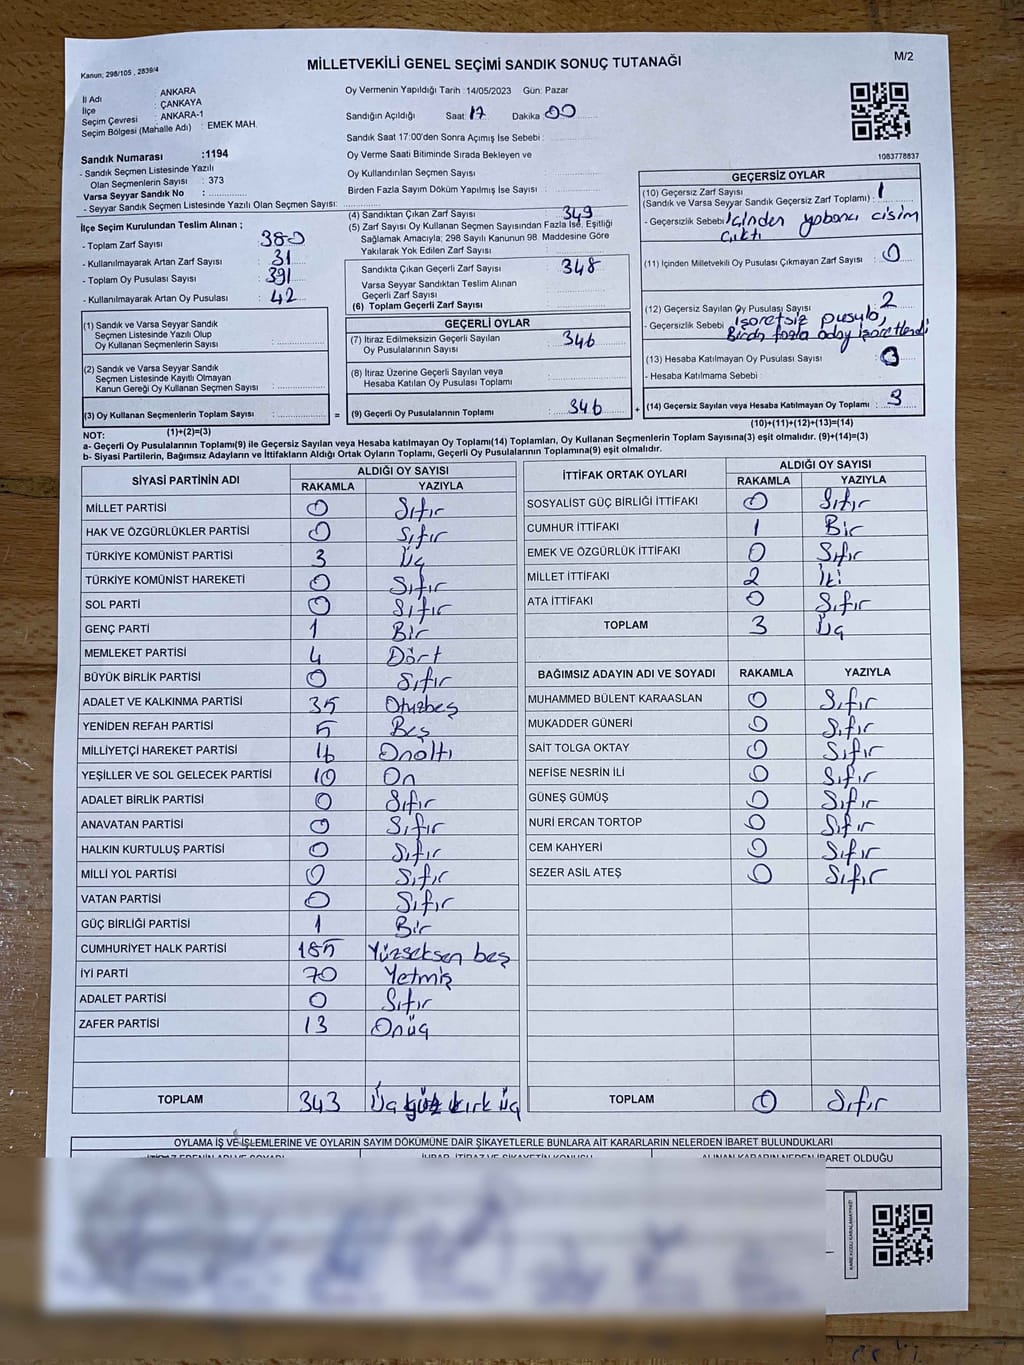 Kanun; 298/105 , 2839/4
MİLLETVEKİLİ GENEL SEÇİMİ SANDIK SONUÇ TUTANAĞI
M/2
İl Adı : ANKARA
İlçe : ÇANKAYA
Seçim Çevresi : ANKARA-1
Seçim Bölgesi (Mahalle Adı) : EMEK MAH.
Sandık Numarası :1194
- Sandık Seçmen Listesinde Yazılı
Olan Seçmenlerin Sayısı : 373
Varsa Seyyar Sandık No :
- Seyyar Sandık Seçmen Listesinde Yazılı Olan Seçmen Sayısı:
Oy Vermenin Yapıldığı Tarih :14/05/2023 Gün: Pazar
Sandığın Açıldığı Saat: 17 Dakika: 00
Sandık Saat 17:00'den Sonra Açımış İse Sebebi :
Oy Verme Saati Bitiminde Sırada Bekleyen ve
Oy Kullandırılan Seçmen Sayısı :
Birden Fazla Sayım Döküm Yapılmış İse Sayısı :
1083778837
İlçe Seçim Kurulundan Teslim Alınan ;
- Toplam Zarf Sayısı : 380
- Kullanılmayarak Artan Zarf Sayısı : 31
- Toplam Oy Pusulası Sayısı : 391
- Kullanılmayarak Artan Oy Pusulası : 42
(1) Sandık ve Varsa Seyyar Sandık
Seçmen Listesinde Yazılı Olup
Oy Kullanan Seçmenlerin Sayısı :
(2) Sandık ve Varsa Seyyar Sandık
Seçmen Listesinde Kayıtlı Olmayan
Kanun Gereği Oy Kullanan Seçmen Sayısı :
(3) Oy Kullanan Seçmenlerin Toplam Sayısı :
(1)+(2)=(3)
(4) Sandıktan Çıkan Zarf Sayısı : 349
(5) Zarf Sayısı Oy Kullanan Seçmen Sayısından Fazla İse, Eşitliği
Sağlamak Amacıyla; 298 Sayılı Kanunun 98. Maddesine Göre
Yakılarak Yok Edilen Zarf Sayısı :
Sandıkta Çıkan Geçerli Zarf Sayısı : 348
Varsa Seyyar Sandıktan Teslim Alınan
Geçerli Zarf Sayısı :
(6) Toplam Geçerli Zarf Sayısı :
GEÇERLİ OYLAR
(7) İtiraz Edilmeksizin Geçerli Sayılan
Oy Pusulalarının Sayısı : 346
(8) İtiraz Üzerine Geçerli Sayılan veya
Hesaba Katılan Oy Pusulası Toplamı :
= (9) Geçerli Oy Pusulalarının Toplamı : 346 +
GEÇERSİZ OYLAR
(10) Geçersiz Zarf Sayısı : 1
(Sandık ve Varsa Seyyar Sandık Geçersiz Zarf Toplamı)
- Geçersizlik Sebebi : İçinden yabancı cisim
çıktı
(11) İçinden Milletvekili Oy Pusulası Çıkmayan Zarf Sayısı : 0
(12) Geçersiz Sayılan Oy Pusulası Sayısı : 2
- Geçersizlik Sebebi : işaretsiz pusula,
fazla aday işaretlendi
(13) Hesaba Katılmayan Oy Pusulası Sayısı : 0
- Hesaba Katılmama Sebebi :
(14) Geçersiz Sayılan veya Hesaba Katılmayan Oy Toplamı : 3
(10)+(11)+(12)+(13)=(14)
NOT:
a- Geçerli Oy Pusulalarının Toplamı(9) ile Geçersiz Sayılan veya Hesaba katılmayan Oy Toplamı(14) Toplamları, Oy Kullanan Seçmenlerin Toplam Sayısına(3) eşit olmalıdır. (9)+(14)=(3)
b- Siyasi Partilerin, Bağımsız Adayların ve İttifakların Aldığı Ortak Oyların Toplamı, Geçerli Oy Pusulalarının Toplamına(9) eşit olmalıdır.
SİYASİ PARTİNİN ADI ALDIĞI OY SAYISI
RAKAMLA YAZIYLA
MİLLET PARTİSİ 0 Sıfır
HAK VE ÖZGÜRLÜKLER PARTİSİ 0 Sıfır
TÜRKİYE KOMÜNİST PARTİSİ 3 Üç
TÜRKİYE KOMÜNİST HAREKETİ 0 Sıfır
SOL PARTİ 0 Sıfır
GENÇ PARTİ 1 Bir
MEMLEKET PARTİSİ 4 Dört
BÜYÜK BİRLİK PARTİSİ 0 Sıfır
ADALET VE KALKINMA PARTİSİ 35 Otuzbeş
YENİDEN REFAH PARTİSİ 5 Beş
MİLLİYETÇİ HAREKET PARTİSİ 16 Onaltı
YEŞİLLER VE SOL GELECEK PARTİSİ 10 On
ADALET BİRLİK PARTİSİ 0 Sıfır
ANAVATAN PARTİSİ 0 Sıfır
HALKIN KURTULUŞ PARTİSİ 0 Sıfır
MİLLİ YOL PARTİSİ 0 Sıfır
VATAN PARTİSİ 0 Sıfır
GÜÇ BİRLİĞİ PARTİSİ 1 Bir
CUMHURİYET HALK PARTİSİ 185 Yüzseksen beş
İYİ PARTİ 70 Yetmiş
ADALET PARTİSİ 0 Sıfır
ZAFER PARTİSİ 13 Onüç
TOPLAM 343 Üç yüz kırk üç
İTTİFAK ORTAK OYLARI ALDIĞI OY SAYISI
RAKAMLA YAZIYLA
SOSYALİST GÜÇ BİRLİĞİ İTTİFAKI 0 Sıfır
CUMHUR İTTİFAKI 1 Bir
EMEK VE ÖZGÜRLÜK İTTİFAKI 0 Sıfır
MİLLET İTTİFAKI 2 İki
ATA İTTİFAKI 0 Sıfır
TOPLAM 3 Üç
BAĞIMSIZ ADAYIN ADI VE SOYADI RAKAMLA YAZIYLA
MUHAMMED BÜLENT KARAASLAN 0 Sıfır
MUKADDER GÜNERİ 0 Sıfır
SAİT TOLGA OKTAY 0 Sıfır
NEFİSE NESRİN İLİ 0 Sıfır
GÜNEŞ GÜMÜŞ 0 Sıfır
NURİ ERCAN TORTOP 0 Sıfır
CEM KAHYERİ 0 Sıfır
SEZER ASİL ATEŞ 0 Sıfır
TOPLAM 0 Sıfır
OYLAMA İŞ VE İŞLEMLERİNE VE OYLARIN SAYIM DÖKÜMÜNE DAİR ŞİKAYETLERLE BUNLARA AİT KARARLARIN NELERDEN İBARET BULUNDUKLARI
İTİRAZ EDENİN ADI VE SOYADI İHBAR, İTİRAZ VE ŞİKAYETİN KONUSU ALINAN KARARIN NEDEN İBARET OLDUĞU
KARE KODU KARALAMAYINIZ!